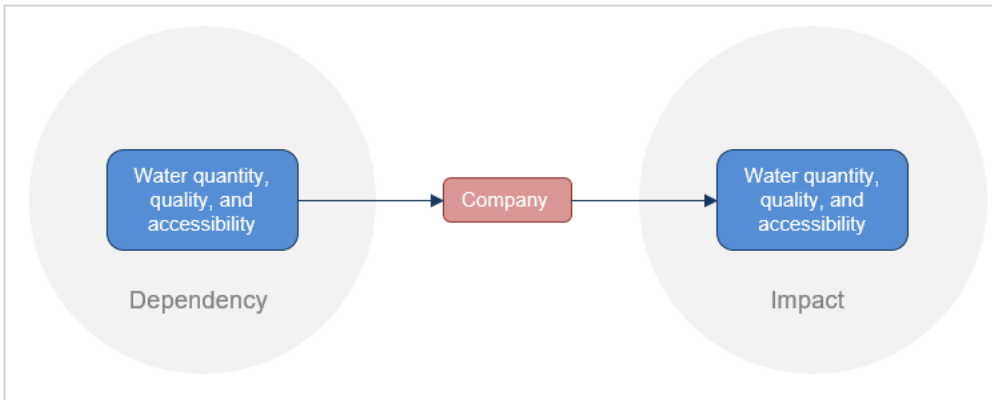 Water quantity,
quality, and
accessibility
Dependency
Company
Water quantity,
quality, and
accessibility
Impact